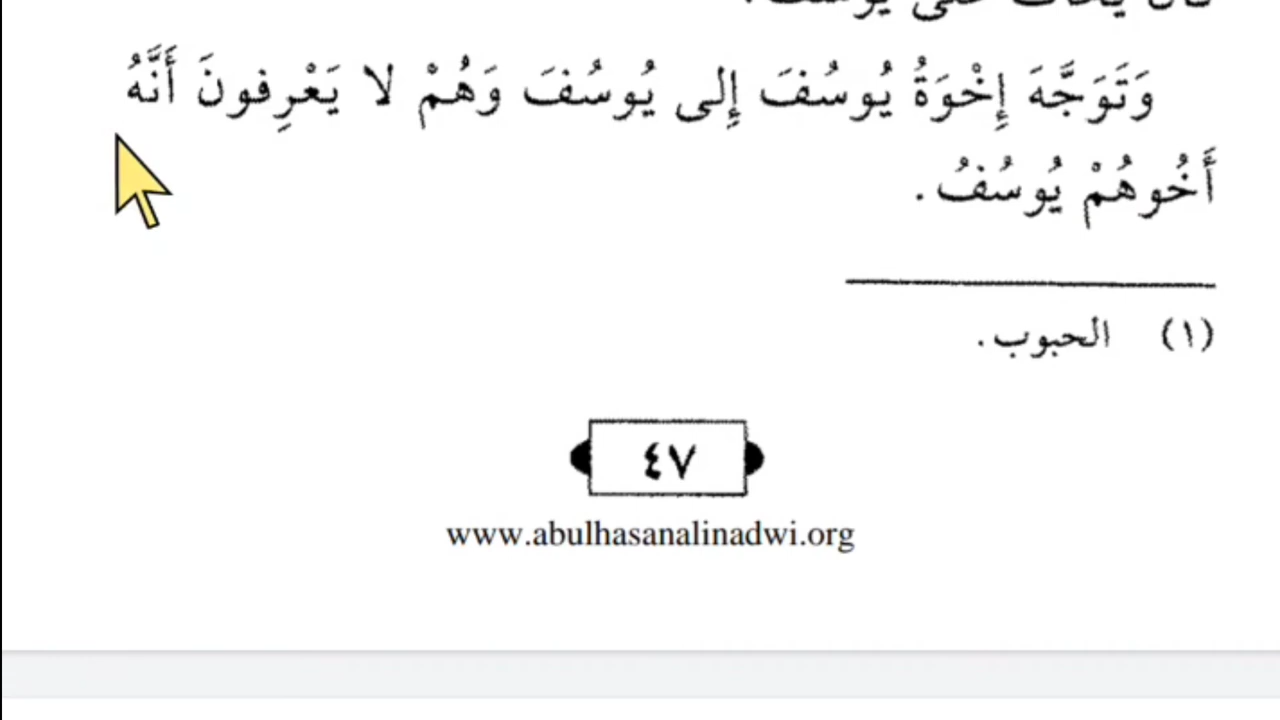 وَتَوَجَّهَ إِخْوَةُ يُوسُفَ إِلى يُوسُفَ وَهُمْ لا يَعْرِفونَ أَنَّهُ
أَخُوهُمْ يُوسُفُ.
(١) الحبوب.
٤٧
www.abulhasanalinadwi.org